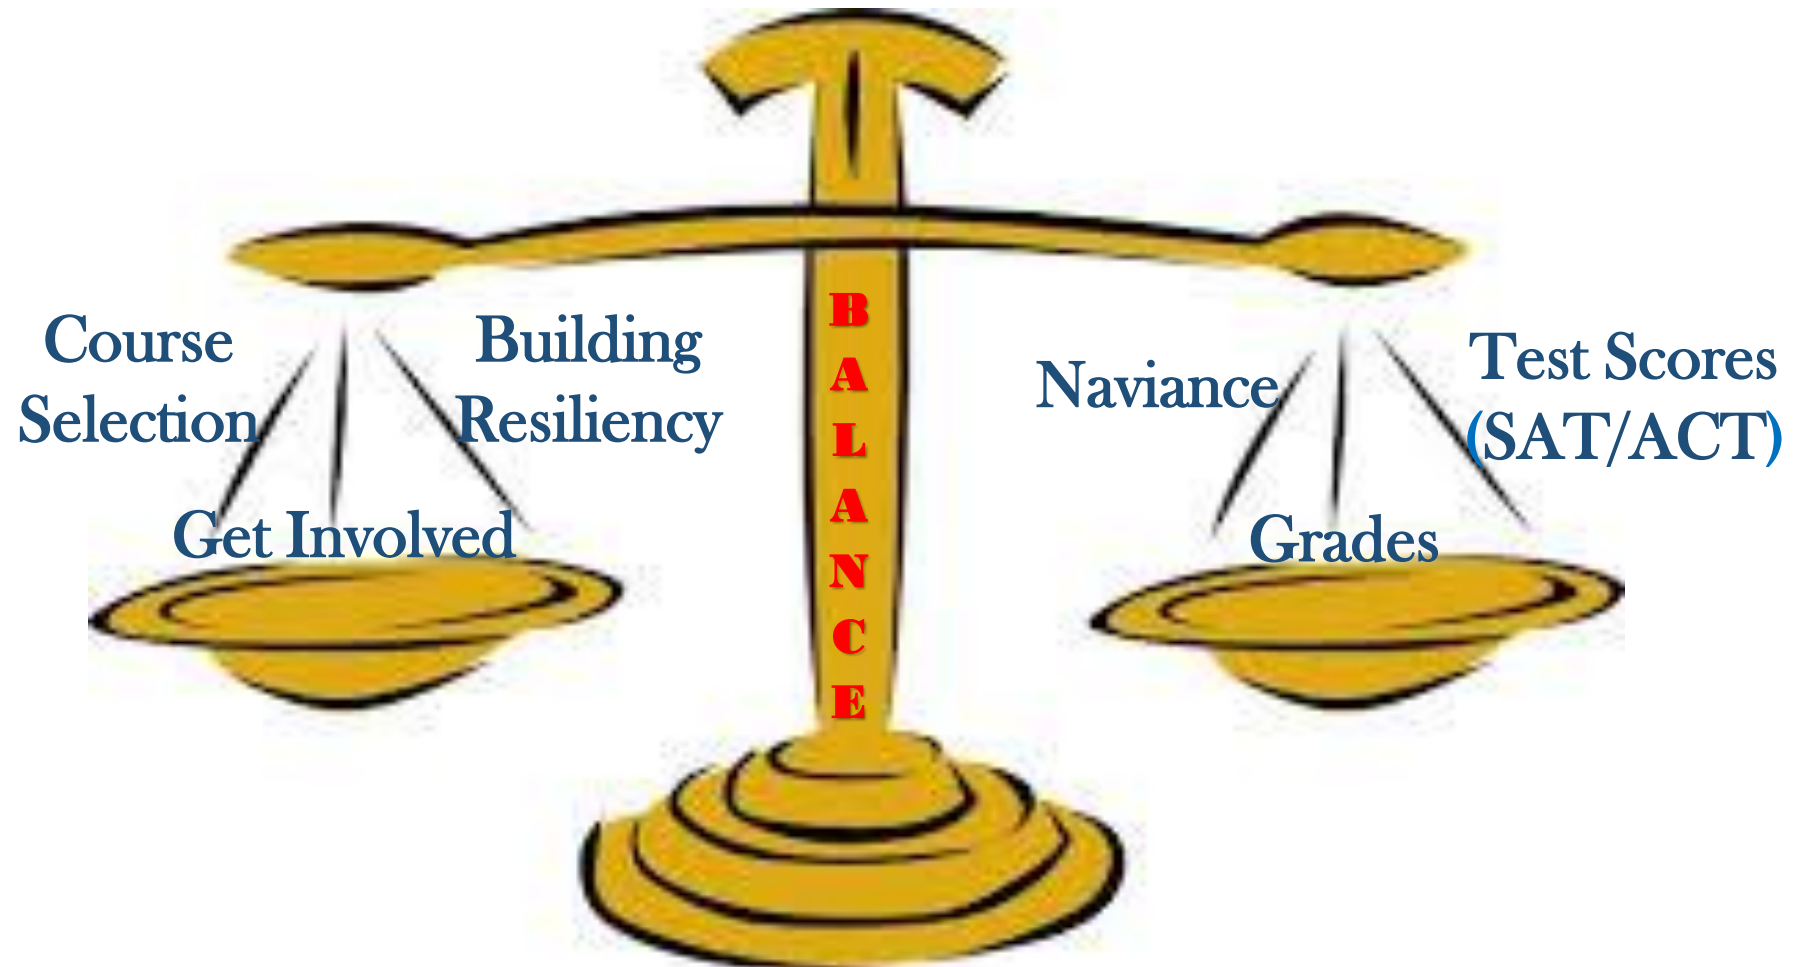 Course
Selection
Building
Resiliency
Get Involved
B
A
L
A
N
C
E
Naviance
Test Scores
(SAT/ACT)
Grades